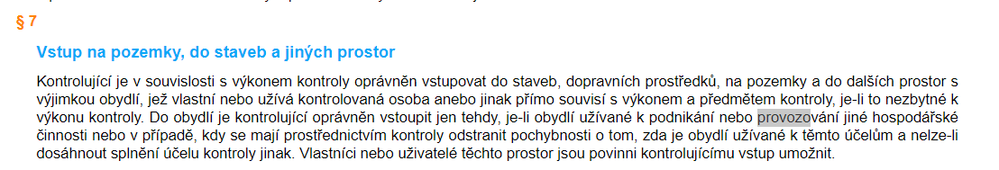 § 7
Vstup na pozemky, do staveb a jiných prostor
Kontrolující je v souvislosti s výkonem kontroly oprávněn vstupovat do staveb, dopravních prostředků, na pozemky a do dalších prostor s
výjimkou obydlí, jež vlastní nebo užívá kontrolovaná osoba anebo jinak přímo souvisí s výkonem a předmětem kontroly, je-li to nezbytné k
výkonu kontroly. Do obydlí je kontrolující oprávněn vstoupit jen tehdy, je-li obydlí užívané k podnikání nebo provozování jiné hospodářské
činnosti nebo v případě, kdy se mají prostřednictvím kontroly odstranit pochybnosti o tom, zda je obydlí užívané k těmto účelům a nelze-li
dosáhnout splnění účelu kontroly jinak. Vlastníci nebo uživatelé těchto prostor jsou povinni kontrolujícímu vstup umožnit.